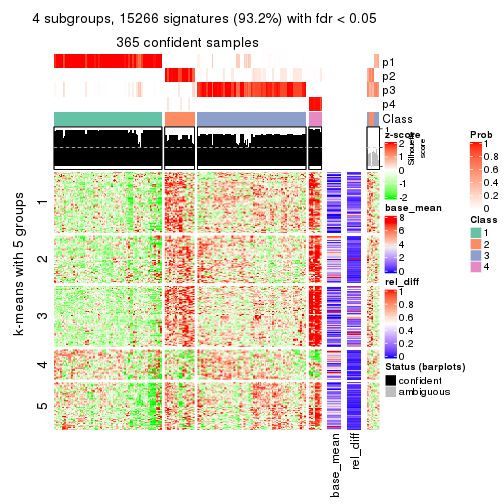 4 subgroups, 15266 signatures (93.2%) with fdr < 0.05
365 confident samples
p1
p2
p3
p4
Class
1
Silhouette
score
k-means with 5 groups
1
2
3
4
5
base_mean
rel_diff
z-score
2
1
0
-1
-2
base_mean
8
6
4
2
0
rel_diff
1
0.8
0.6
0.4
0.2
0
Status (barplots)
confident
ambiguous
Prob
1
0.8
0.6
0.4
0.2
0
Class
1
2
3
4